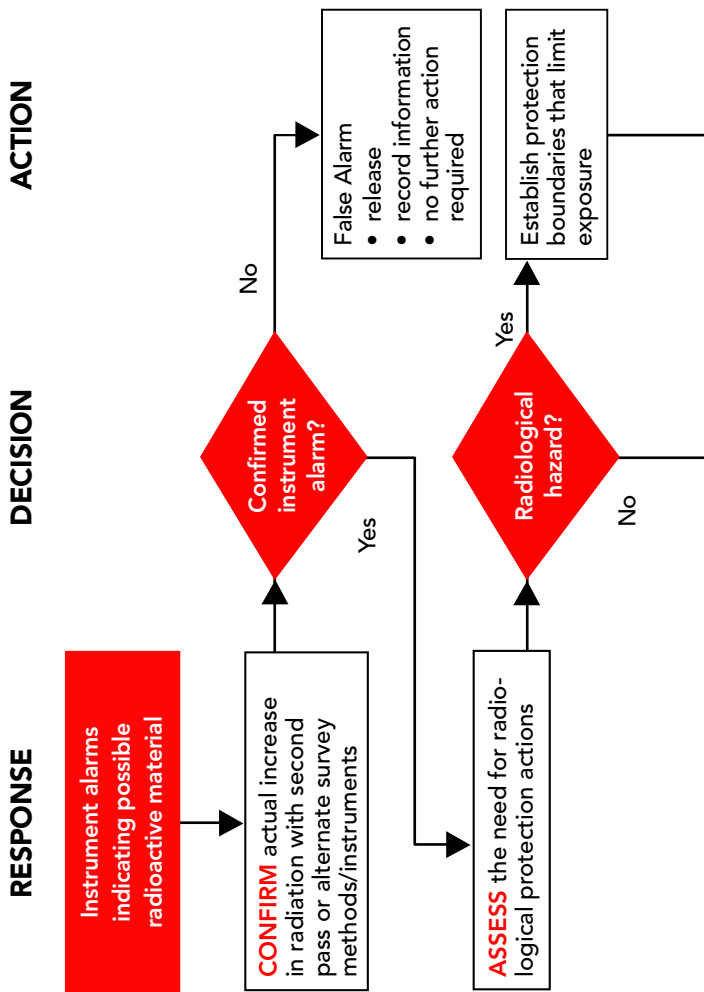 RESPONSE
DECISION
ACTION
Instrument alarms
indicating possible
radioactive material
CONFIRM actual increase
in radiation with second
pass or alternate survey
methods/instruments
Confirmed
instrument
alarm?
No
Yes
False Alarm
• release
• record information
• no further action
required
ASSESS the need for radio-
logical protection actions
Radiological
hazard?
Yes
No
Establish protection
boundaries that limit
exposure